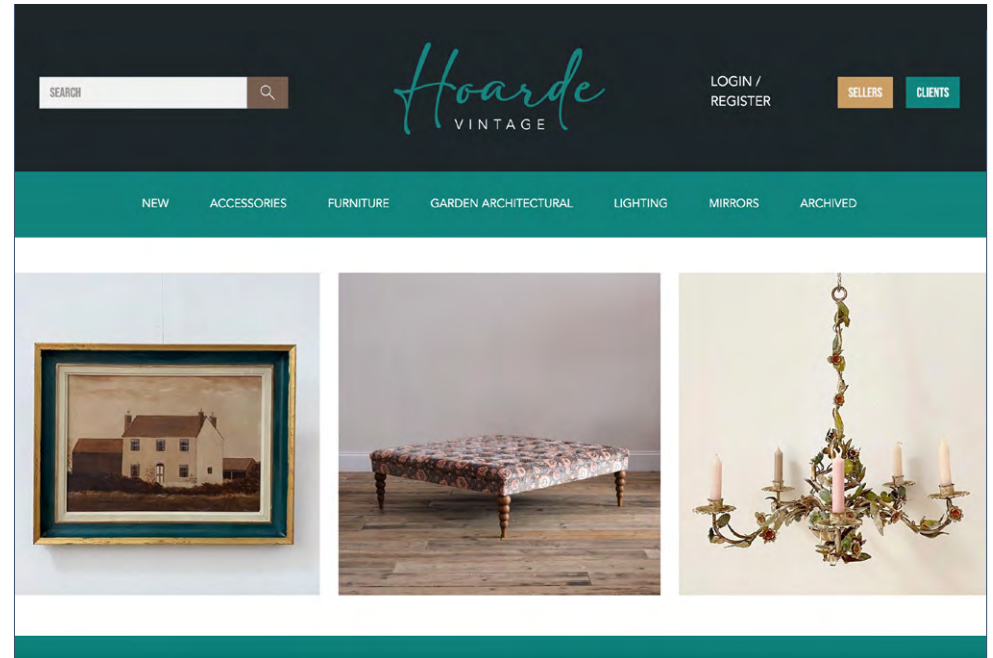 SEARCH
Hoarde
VINTAGE
LOGIN /
REGISTER
SELLERS
CLIENTS
NEW ACCESSORIES FURNITURE GARDEN ARCHITECTURAL LIGHTING MIRRORS ARCHIVED